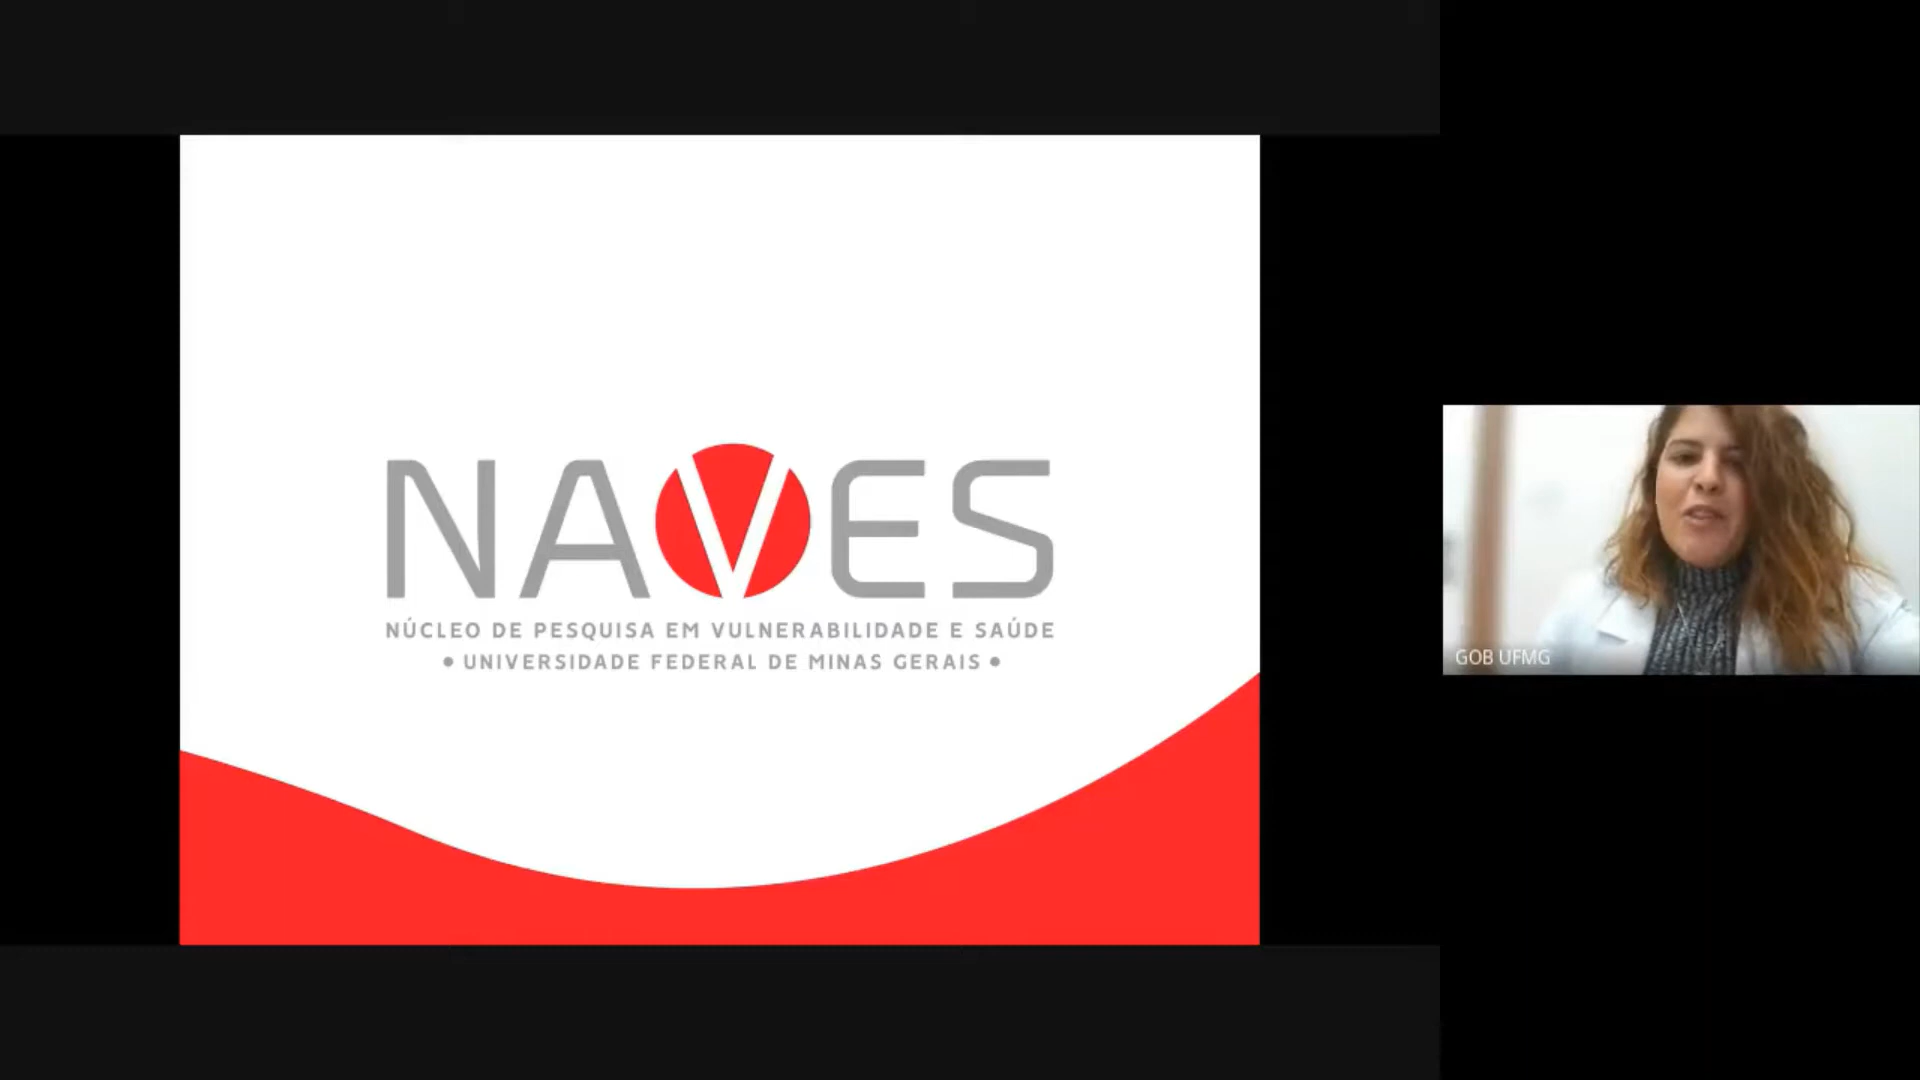 NAVES
NÚCLEO DE PESQUISA EM VULNERABILIDADE E SAÚDE
• UNIVERSIDADE FEDERAL DE MINAS GERAIS •
GOB UFMG